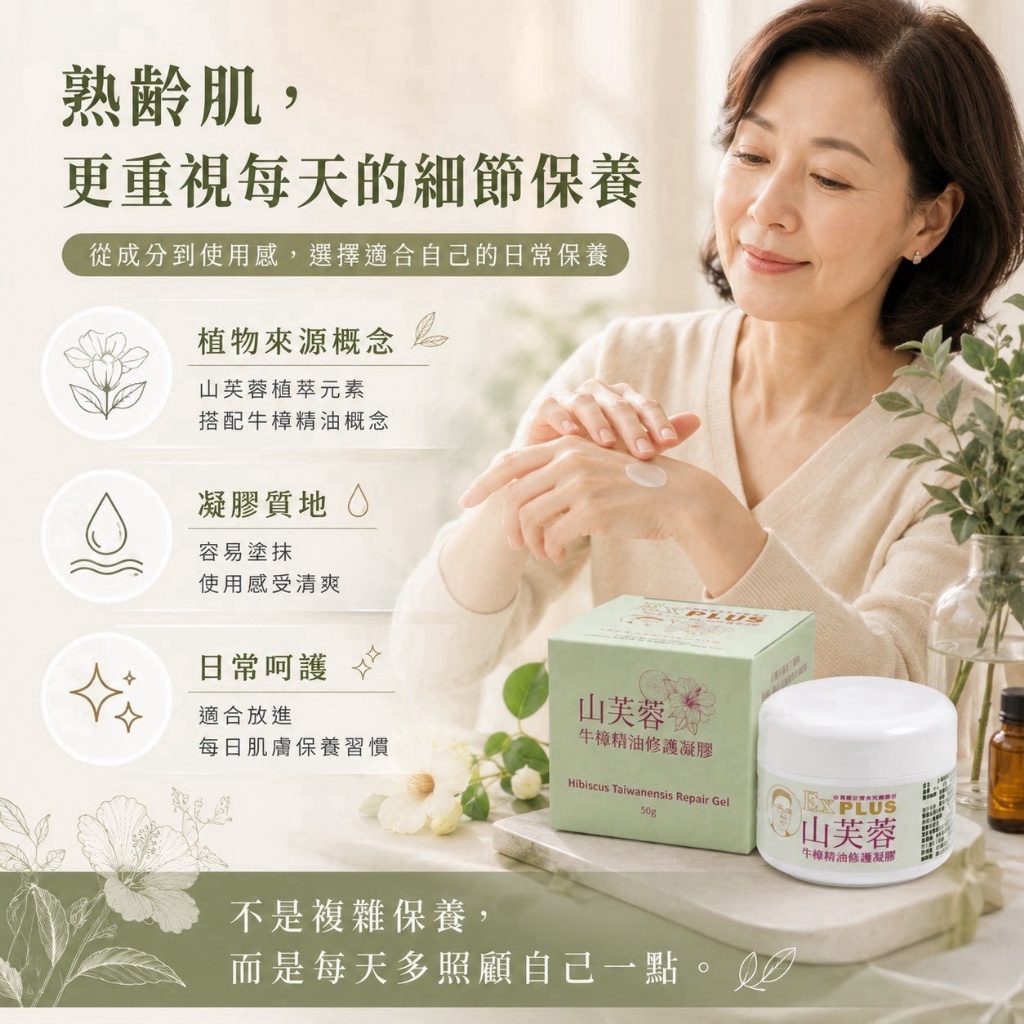 熟齡肌，
更重視每天的細節保養
從成分到使用感，選擇適合自己的日常保養
植物來源概念
山芙蓉植萃元素
搭配牛樟精油概念
凝膠質地
容易塗抹
使用感受清爽
日常呵護
適合放進
每日肌膚保養習慣
Ex PLUS
山芙蓉
牛樟精油修護凝膠
Hibiscus Taiwanensis Repair Gel
50g
Ex PLUS
山芙蓉
牛樟精油修護凝膠
不是複雜保養，
而是每天多照顧自己一點。